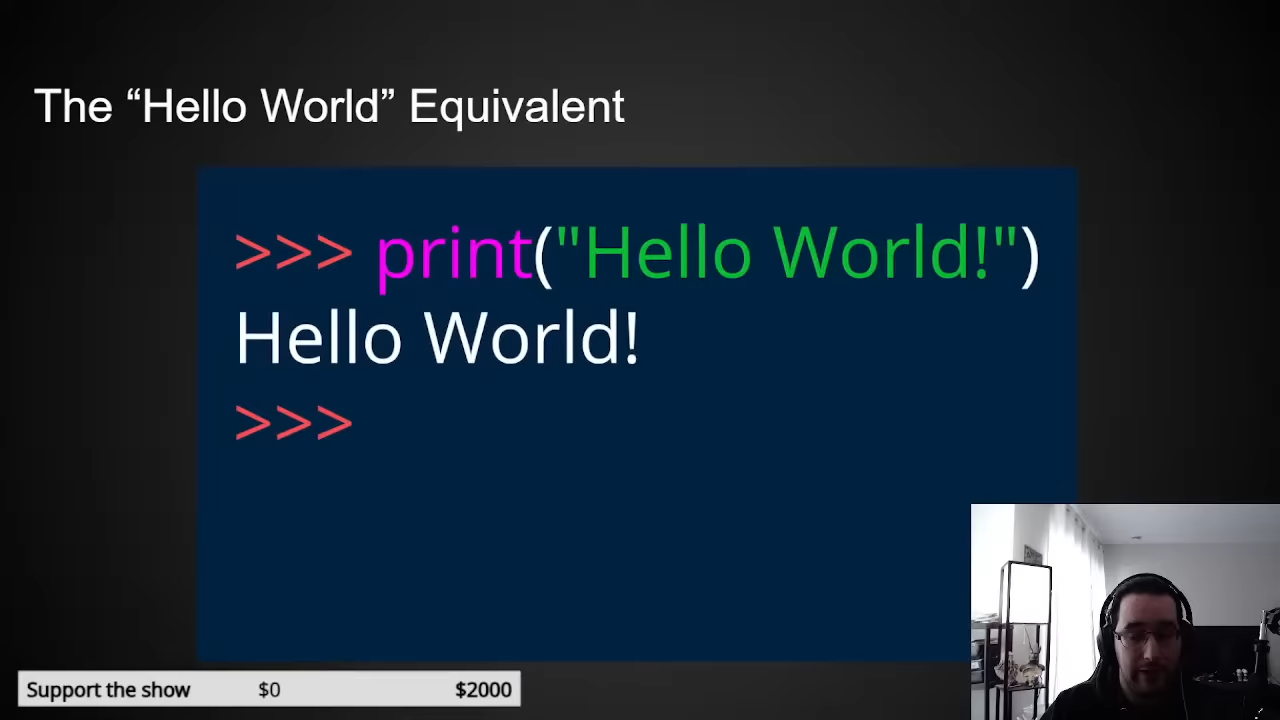 The “Hello World” Equivalent
>>> print("Hello World!")
Hello World!
>>>
Support the show $0 $2000